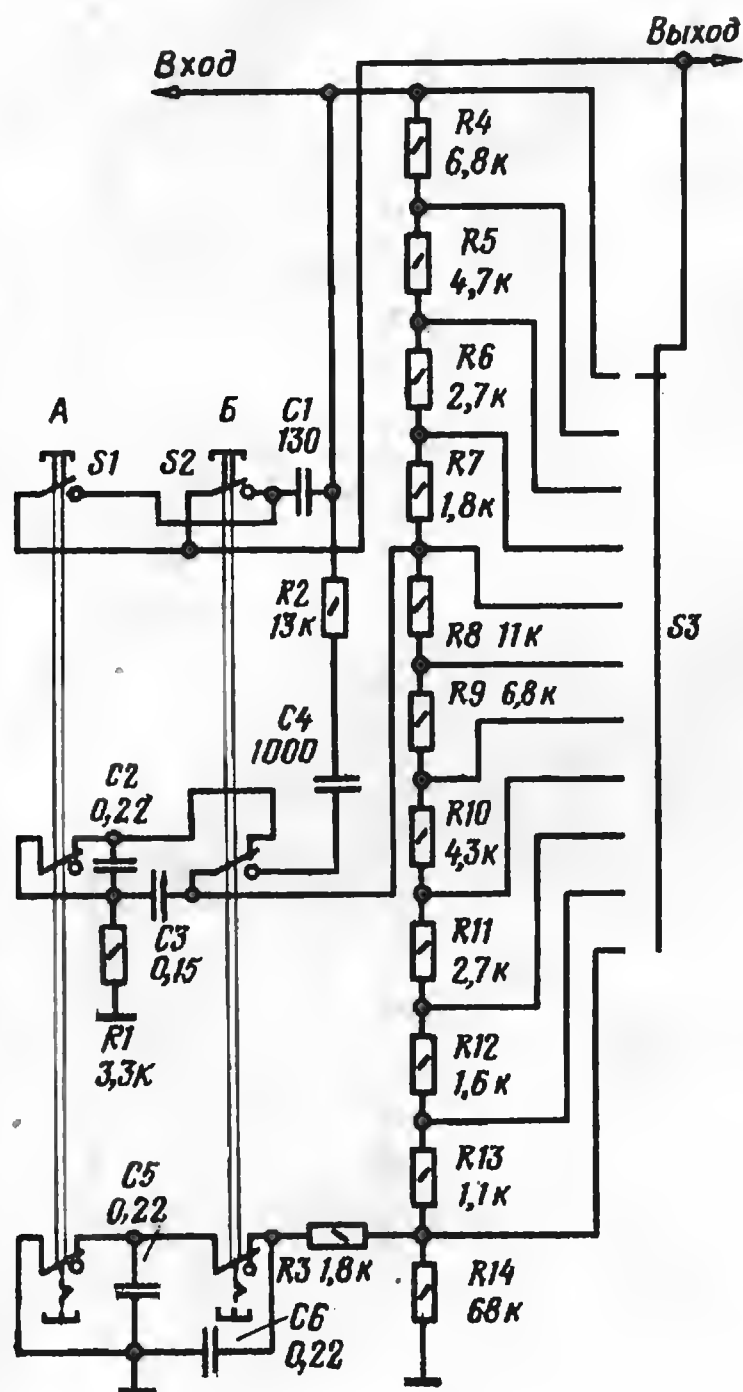 Вход
Выход
R4
6,8к
R5
4,7к
R6
2,7к
А
Б
C1
130
S1
S2
R7
1,8к
R2
13к
R8 11к
S3
R9 6,8к
C4
1000
C2
0,22
R10
4,3к
C3
0,15
R11
2,7к
R1
3,3к
R12
1,6к
R13
1,1к
C5
0,22
R3 1,8к
R14
68к
C6
0,22